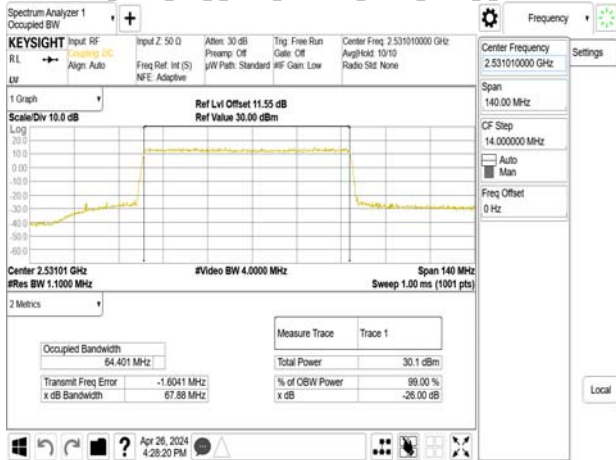 Spectrum Analyzer 1
Occupied BW
Frequency
KEYSIGHT
Input: RF
Coupling: DC
Align: Auto
Input Z: 50 Ω
Freq Ref: Int (S)
NFE: Adaptive
Atten: 30 dB
Preamp: Off
µW Path: Standard
Trig: Free Run
Gate: Off
#IF Gain: Low
Center Freq: 2.531010000 GHz
Avg|Hold: 10/10
Radio Std: None
RL
Center Frequency
2.531010000 GHz
Settings
Span
140.00 MHz
CF Step
14.000000 MHz
Auto
Man
Freq Offset
0 Hz
Local
1 Graph
Scale/Div 10.0 dB
Ref Lvl Offset 11.55 dB
Ref Value 30.00 dBm
Log
20.0
10.0
0.00
-10.0
-20.0
-30.0
-40.0
-50.0
-60.0
Center 2.53101 GHz
#Res BW 1.1000 MHz
#Video BW 4.0000 MHz
Span 140 MHz
Sweep 1.00 ms (1001 pts)
2 Metrics
Measure Trace Trace 1
Occupied Bandwidth
64.401 MHz
Total Power 30.1 dBm
Transmit Freq Error -1.6041 MHz
% of OBW Power 99.00 %
x dB Bandwidth 67.88 MHz
x dB -26.00 dB
Apr 26, 2024
4:28:20 PM